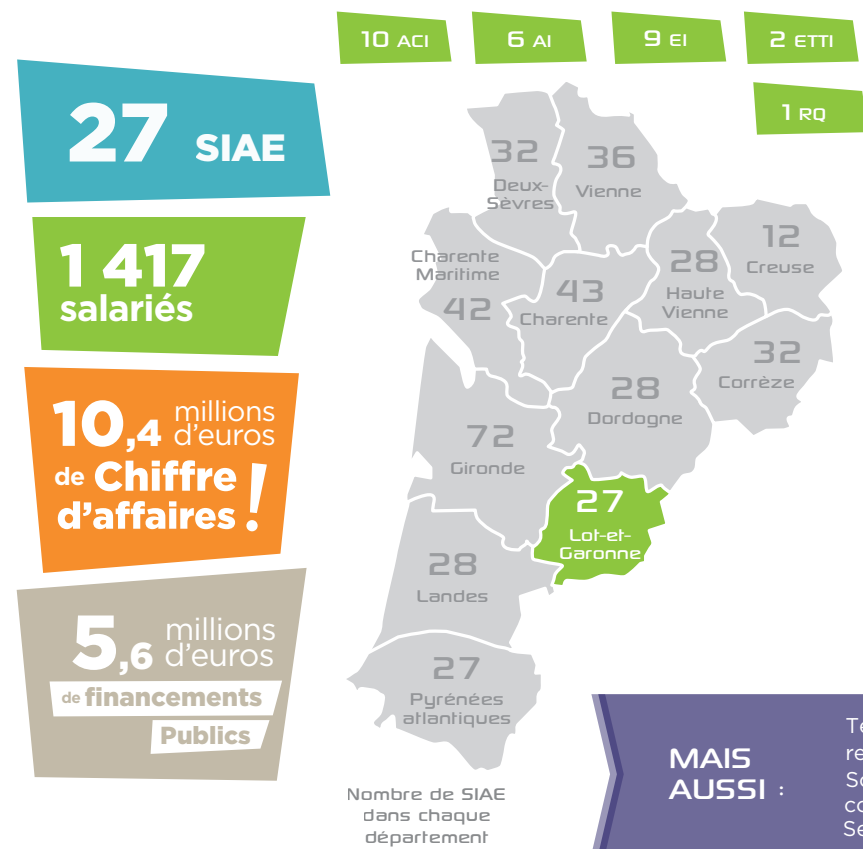 10 ACI
6 AI
9 EI
2 ETTI
1 RQ
27 SIAE
1 417
salariés
10,4 millions
d'euros
de Chiffre
d'affaires !
5,6 millions
d'euros
de financements
Publics
32
Deux-
Sèvres
36
Vienne
Charente
Maritime
42
43
Charente
28
Haute
Vienne
12
Creuse
32
Corrèze
28
Dordogne
72
Gironde
27
Lot-et-
Garonne
28
Landes
27
Pyrénées
atlantiques
Nombre de SIAE
dans chaque
département
MAIS
AUSSI :